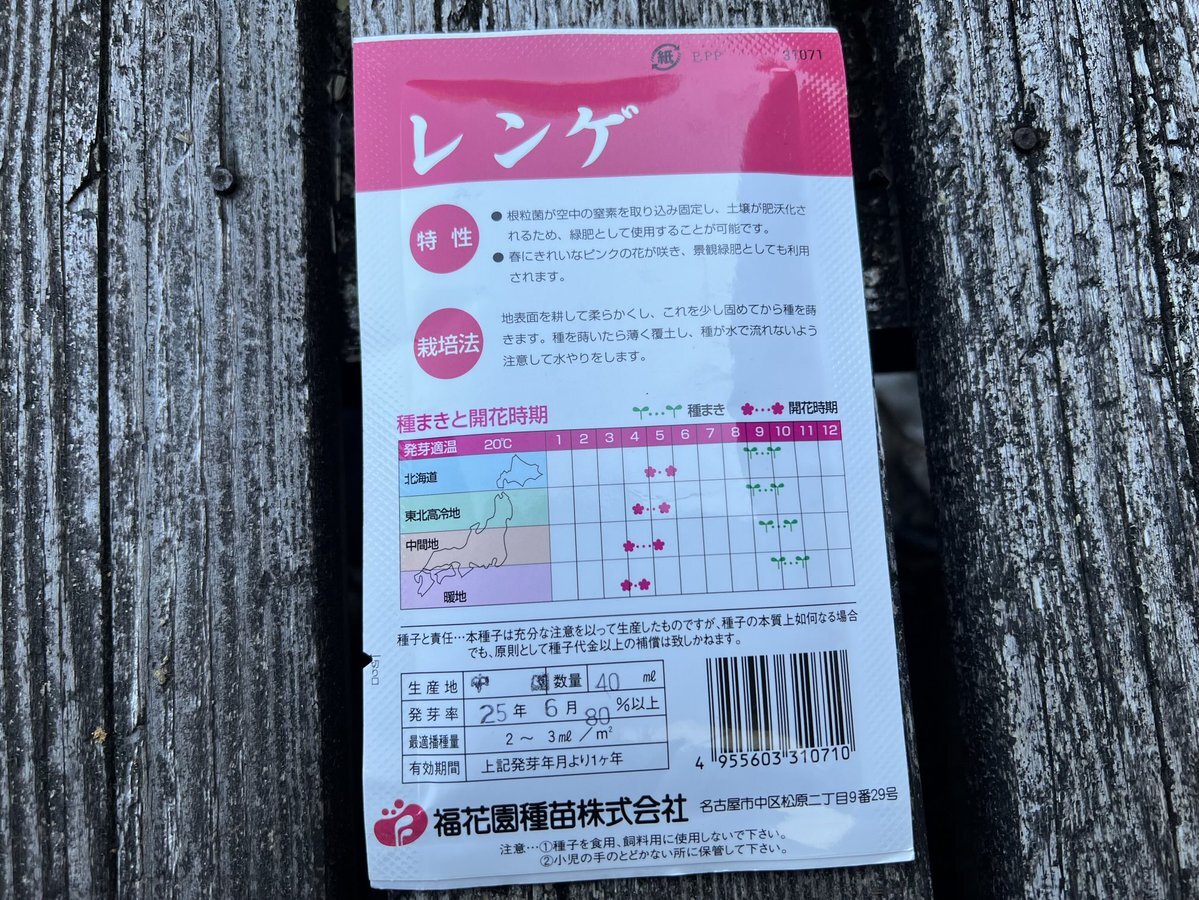 紙 P.PP 31071
レンゲ
特性
●根粒菌が空中の窒素を取り込み固定し、土壌が肥沃化さ
れるため、緑肥として使用することが可能です。
●春にきれいなピンクの花が咲き、景観緑肥としても利用
されます。
栽培法
地表面を耕して柔らかくし、これを少し固めてから種を蒔
きます。種を蒔いたら薄く覆土し、種が水で流れないよう
注意して水やりをします。
種まきと開花時期 … 種まき … 開花時期
発芽適温 20℃ 1 2 3 4 5 6 7 8 9 10 11 12
北海道
東北高冷地
中間地
暖地
種子と責任…本種子は充分な注意を以って生産したものですが、種子の本質上如何なる場合
でも、原則として種子代金以上の補償は致しかねます。
生産地 中 国 数量 40 ml
発芽率 25年 6月 80 %以上
最適播種量 2 〜 3ml/m²
有効期間 上記発芽年月より1ヶ年
4 955603 310710
福花園種苗株式会社 名古屋市中区松原二丁目9番29号
注意…①種子を食用、飼料用に使用しないで下さい。
②小児の手のとどかない所に保管して下さい。